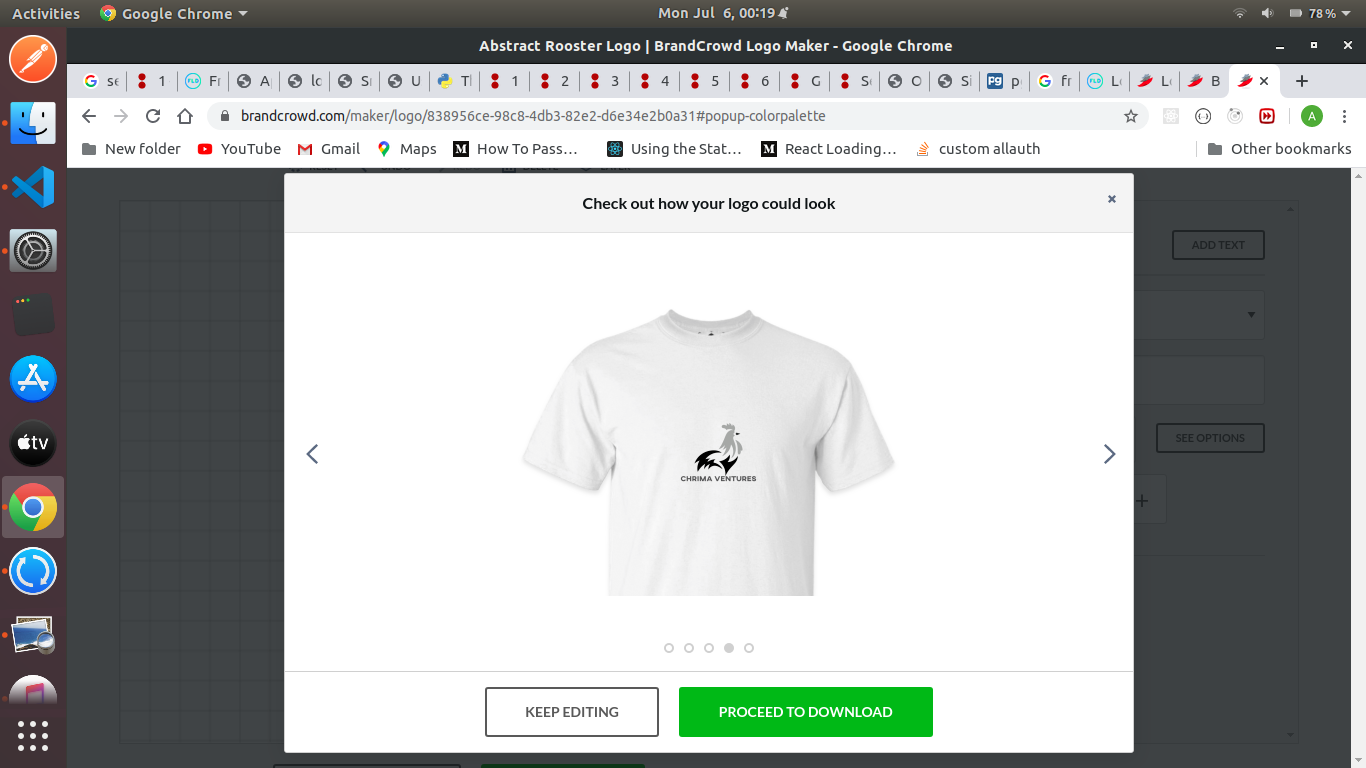 Activities Google Chrome Mon Jul 6, 00:19 78%
Abstract Rooster Logo | BrandCrowd Logo Maker - Google Chrome
se 1 Fr A lo Sr U Tl 1 2 3 4 5 6 G Se O Si p fr Lo Lo B
brandcrowd.com/maker/logo/838956ce-98c8-4db3-82e2-d6e34e2b0a31#popup-colorpalette A
New folder YouTube Gmail Maps How To Pass… Using the Stat… React Loading,… custom allauth Other bookmarks
Check out how your logo could look
ADD TEXT
SEE OPTIONS
CHRIMA VENTURES
tv
KEEP EDITING PROCEED TO DOWNLOAD